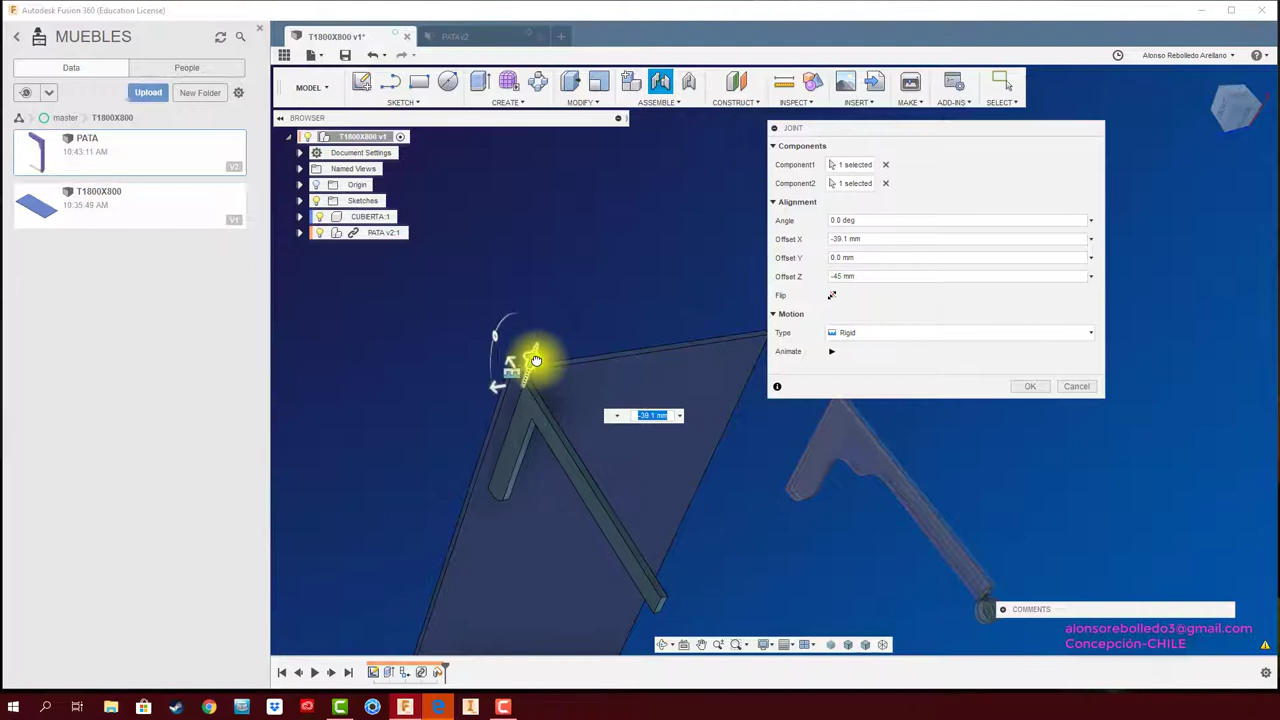 Autodesk Fusion 360 (Education License)
MUEBLES
Data
People
Upload
New Folder
master
T1800X800
PATA
10:43:11 AM
V2
T1800X800
10:35:49 AM
V1
T1800X800 v1*
PATA v2
Alonso Rebolledo Arellano
MODEL
SKETCH
CREATE
MODIFY
ASSEMBLE
CONSTRUCT
INSPECT
INSERT
MAKE
ADD-INS
SELECT
BROWSER
T1800X800 v1
Document Settings
Named Views
Origin
Sketches
CUBIERTA:1
PATA v2:1
JOINT
Components
Component1
1 selected
Component2
1 selected
Alignment
Angle
0.0 deg
Offset X
-39.1 mm
Offset Y
0.0 mm
Offset Z
-45 mm
Flip
Motion
Type
Rigid
Animate
OK
Cancel
-39.1 mm
COMMENTS
alonsorebolledo3@gmail.com
Concepción-CHILE